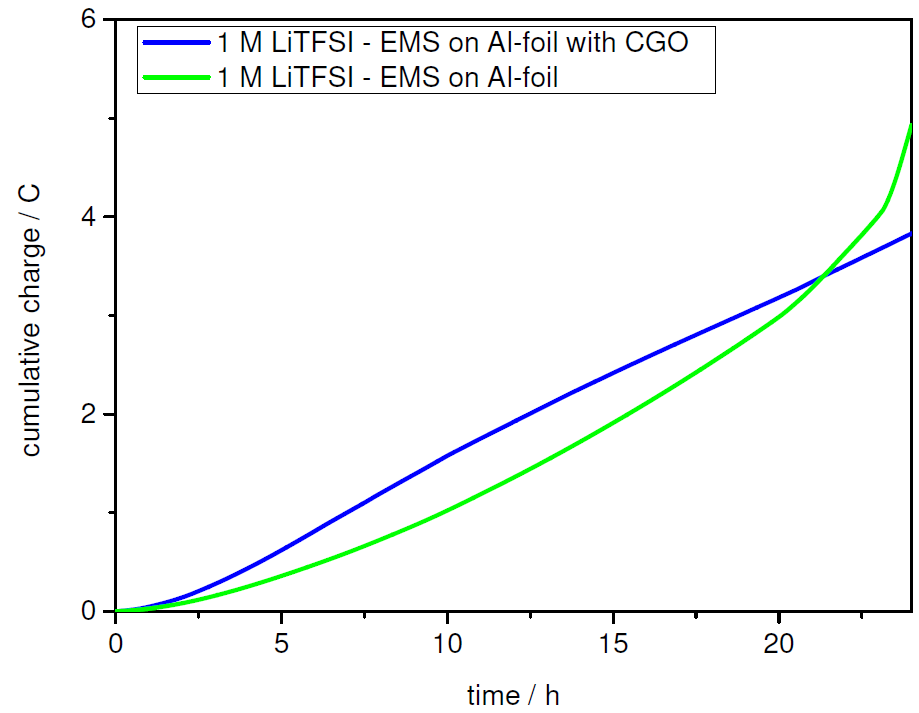 6
1 M LiTFSI - EMS on Al-foil with CGO
1 M LiTFSI - EMS on Al-foil
4
cumulative charge / C
2
0
0 5 10 15 20
time / h